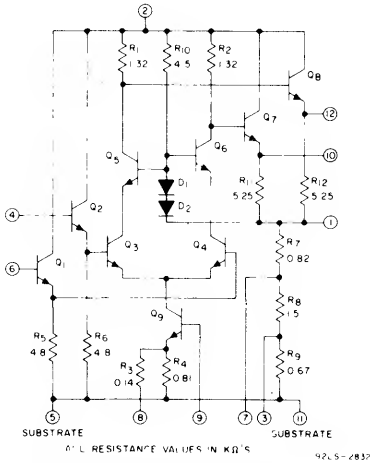 2
R1
1.32
R10
4.5
R2
1.32
Q8
Q7
12
Q5
Q6
10
D1
D2
R11
5.25
R12
5.25
4
Q2
1
Q3
Q4
R7
0.82
6
Q1
R8
1.5
Q9
R5
4.8
R6
4.8
R3
0.14
R4
0.81
R9
0.67
5
8
9
7
3
11
SUBSTRATE
SUBSTRATE
RESISTANCE VALUES IN KΩ'S
92CS-2832